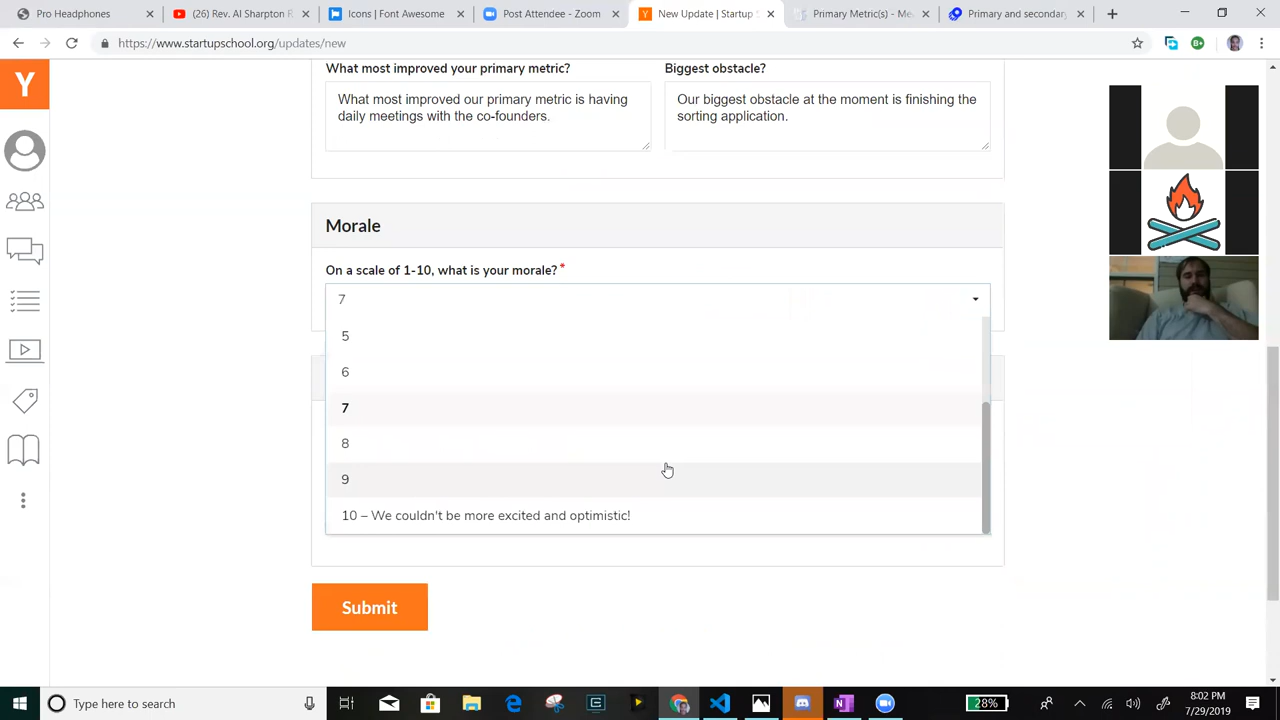 Pro Headphones
(26) Rev. Al Sharpton R
Icons | Font Awesome
Post Attendee - Zoom
New Update | Startup S
Primary Metric(s) - Me
Primary and secondary
https://www.startupschool.org/updates/new
Y
What most improved your primary metric?
Biggest obstacle?
What most improved our primary metric is having
daily meetings with the co-founders.
Our biggest obstacle at the moment is finishing the
sorting application.
Morale
On a scale of 1-10, what is your morale? *
7
5
6
7
8
9
10 – We couldn't be more excited and optimistic!
Submit
Type here to search
28%
8:02 PM
7/29/2019